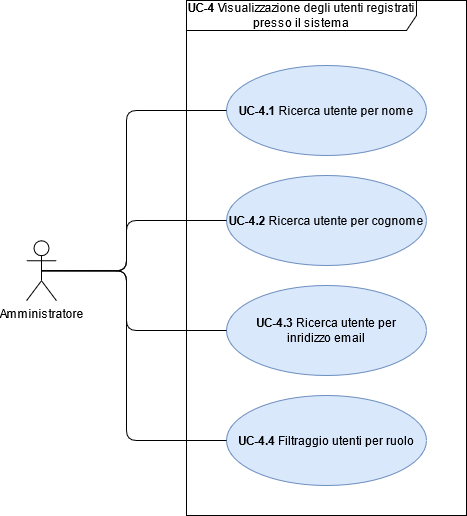 UC-4 Visualizzazione degli utenti registrati
presso il sistema
UC-4.1 Ricerca utente per nome
UC-4.2 Ricerca utente per cognome
Amministratore
UC-4.3 Ricerca utente per
inridizzo email
UC-4.4 Filtraggio utenti per ruolo